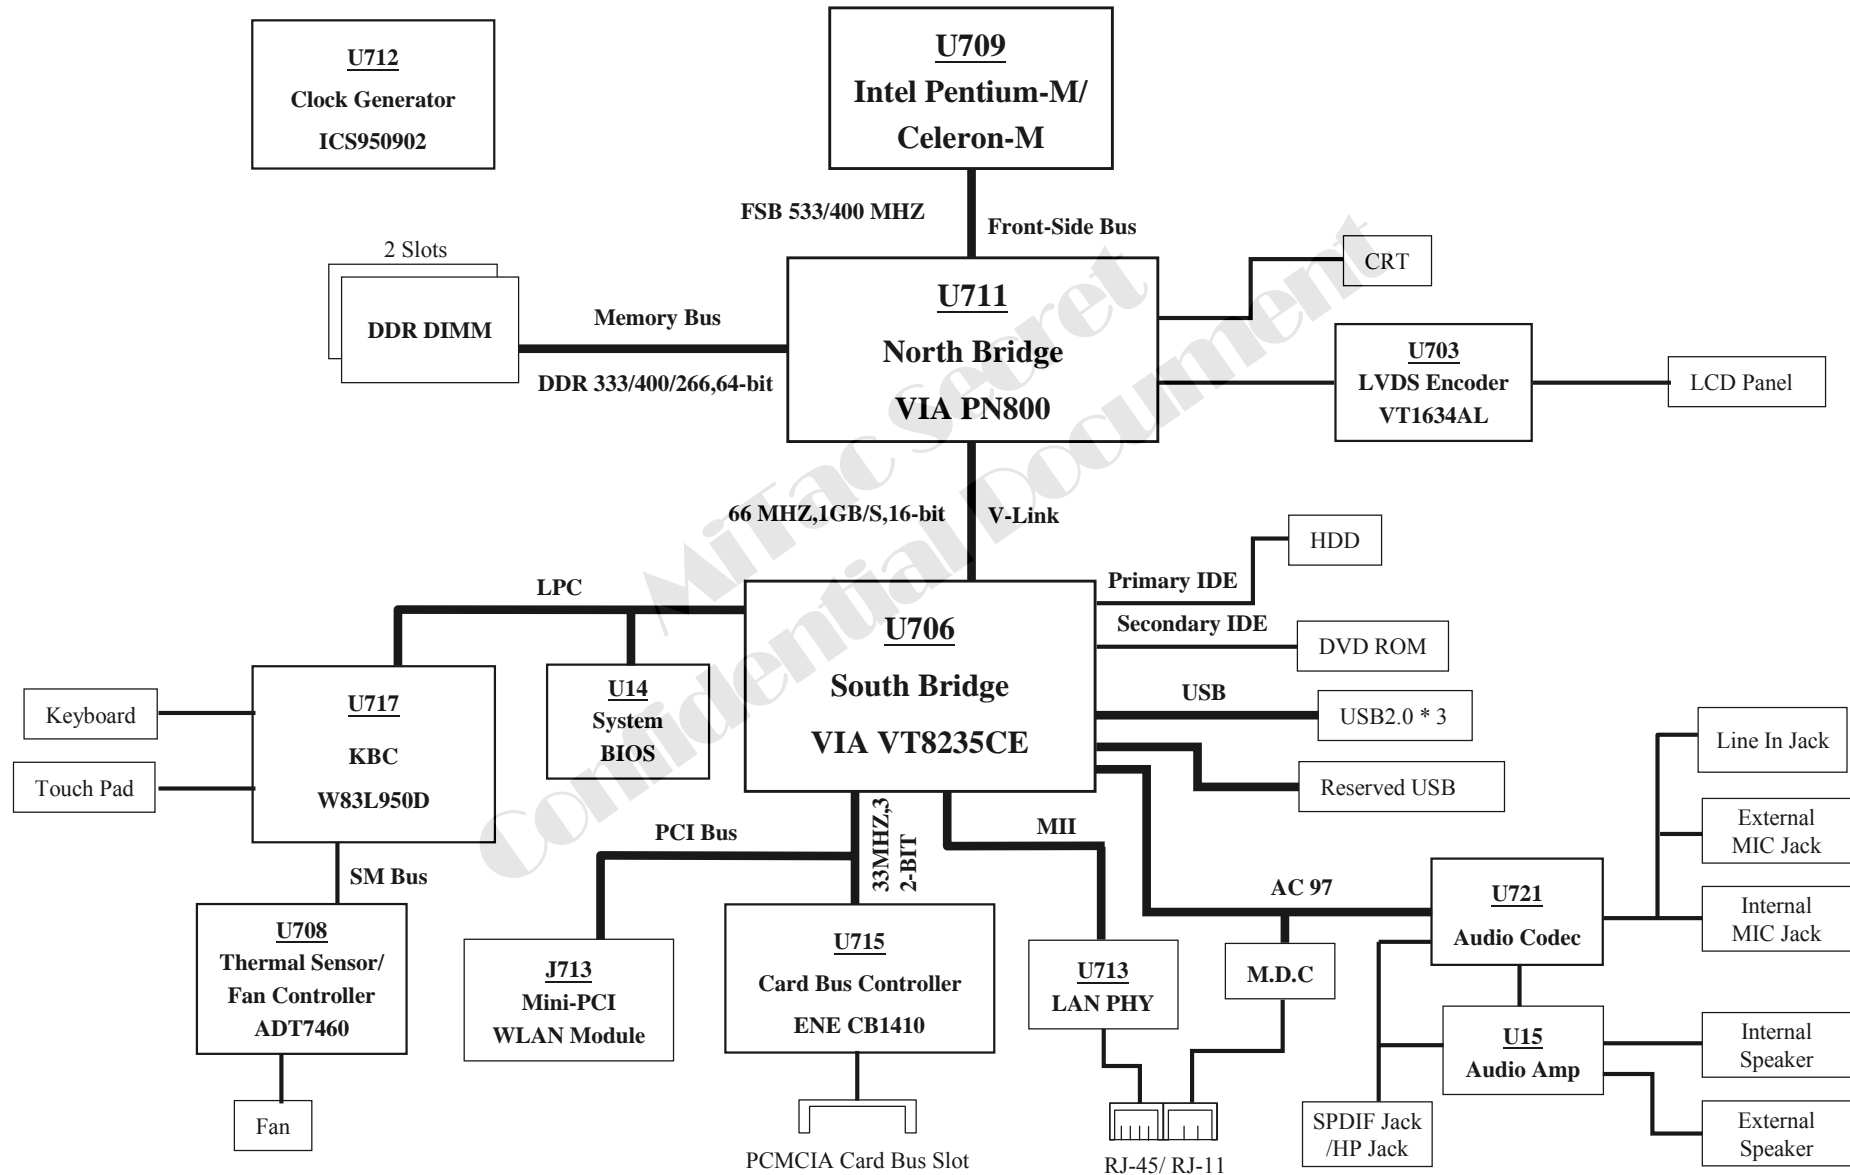 U712
Clock Generator
ICS950902
U709
Intel Pentium-M/
Celeron-M
FSB 533/400 MHZ
Front-Side Bus
2 Slots
DDR DIMM
Memory Bus
DDR 333/400/266,64-bit
U711
North Bridge
VIA PN800
CRT
U703
LVDS Encoder
VT1634AL
LCD Panel
66 MHZ,1GB/S,16-bit
V-Link
MiTac Secret
Confidential Document
HDD
Primary IDE
Secondary IDE
DVD ROM
LPC
U706
South Bridge
VIA VT8235CE
USB
USB2.0 * 3
Reserved USB
Keyboard
Touch Pad
U717
KBC
W83L950D
U14
System
BIOS
SM Bus
PCI Bus
33MHZ,3
2-BIT
MII
AC 97
U708
Thermal Sensor/
Fan Controller
ADT7460
Fan
J713
Mini-PCI
WLAN Module
U715
Card Bus Controller
ENE CB1410
PCMCIA Card Bus Slot
U713
LAN PHY
M.D.C
RJ-45/ RJ-11
U721
Audio Codec
U15
Audio Amp
SPDIF Jack
/HP Jack
Line In Jack
External
MIC Jack
Internal
MIC Jack
Internal
Speaker
External
Speaker